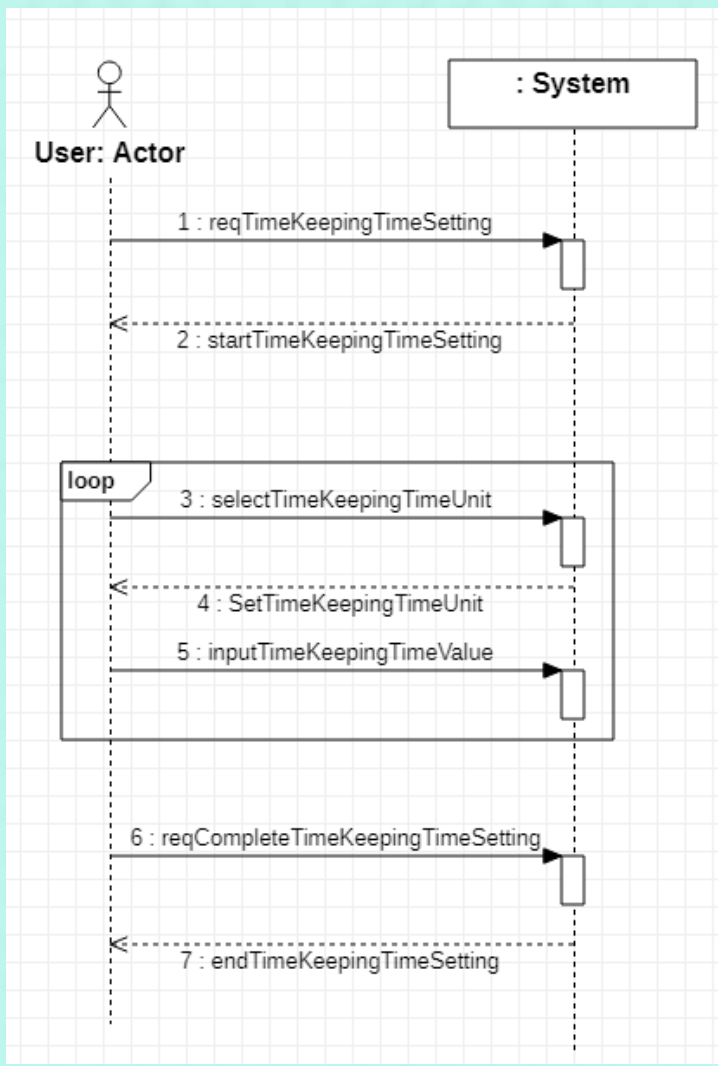 : System
User: Actor
1 : reqTimeKeepingTimeSetting
2 : startTimeKeepingTimeSetting
loop
3 : selectTimeKeepingTimeUnit
4 : SetTimeKeepingTimeUnit
5 : inputTimeKeepingTimeValue
6 : reqCompleteTimeKeepingTimeSetting
7 : endTimeKeepingTimeSetting